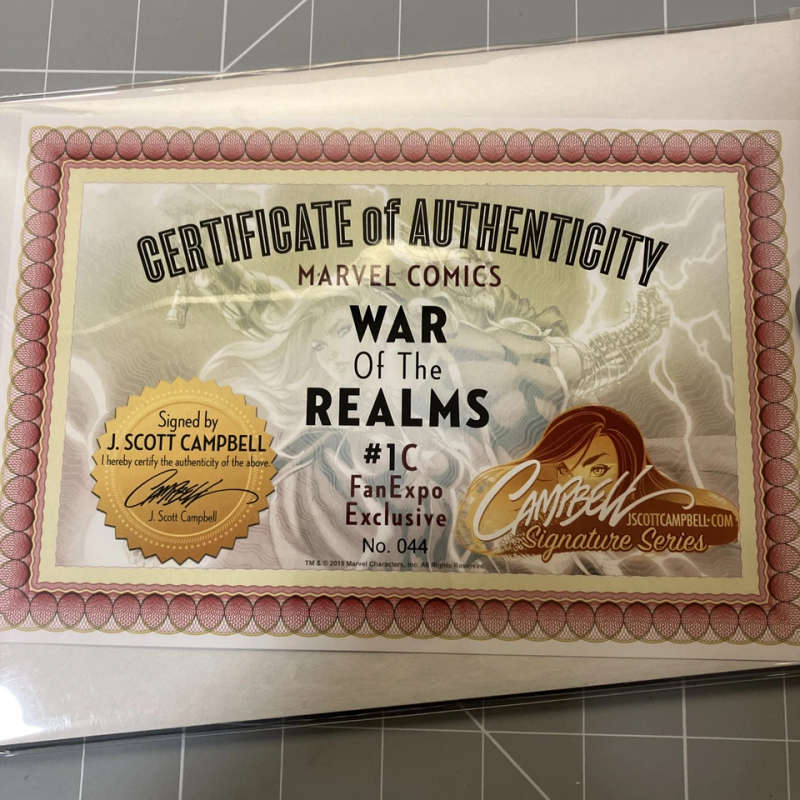 CERTIFICATE of AUTHENTICITY
MARVEL COMICS
WAR
Of The
REALMS
#1C
FanExpo
Exclusive
No. 044
TM & © 2019 Marvel Characters, Inc. All Rights Reserved.
Signed by
J. SCOTT CAMPBELL
I hereby certify the authenticity of the above.
CAMPBELL
J. Scott Campbell
CAMPBELL
JSCOTTCAMPBELL•COM
Signature Series